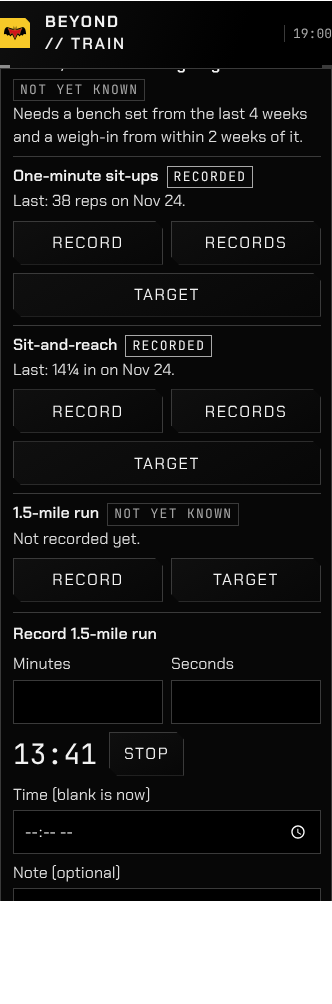 BEYOND
// TRAIN
19:00
NOT YET KNOWN
Needs a bench set from the last 4 weeks
and a weigh-in from within 2 weeks of it.
One-minute sit-ups RECORDED
Last: 38 reps on Nov 24.
RECORD RECORDS
TARGET
Sit-and-reach RECORDED
Last: 14¼ in on Nov 24.
RECORD RECORDS
TARGET
1.5-mile run NOT YET KNOWN
Not recorded yet.
RECORD TARGET
Record 1.5-mile run
Minutes Seconds
13:41 STOP
Time (blank is now)
--:-- --
Note (optional)